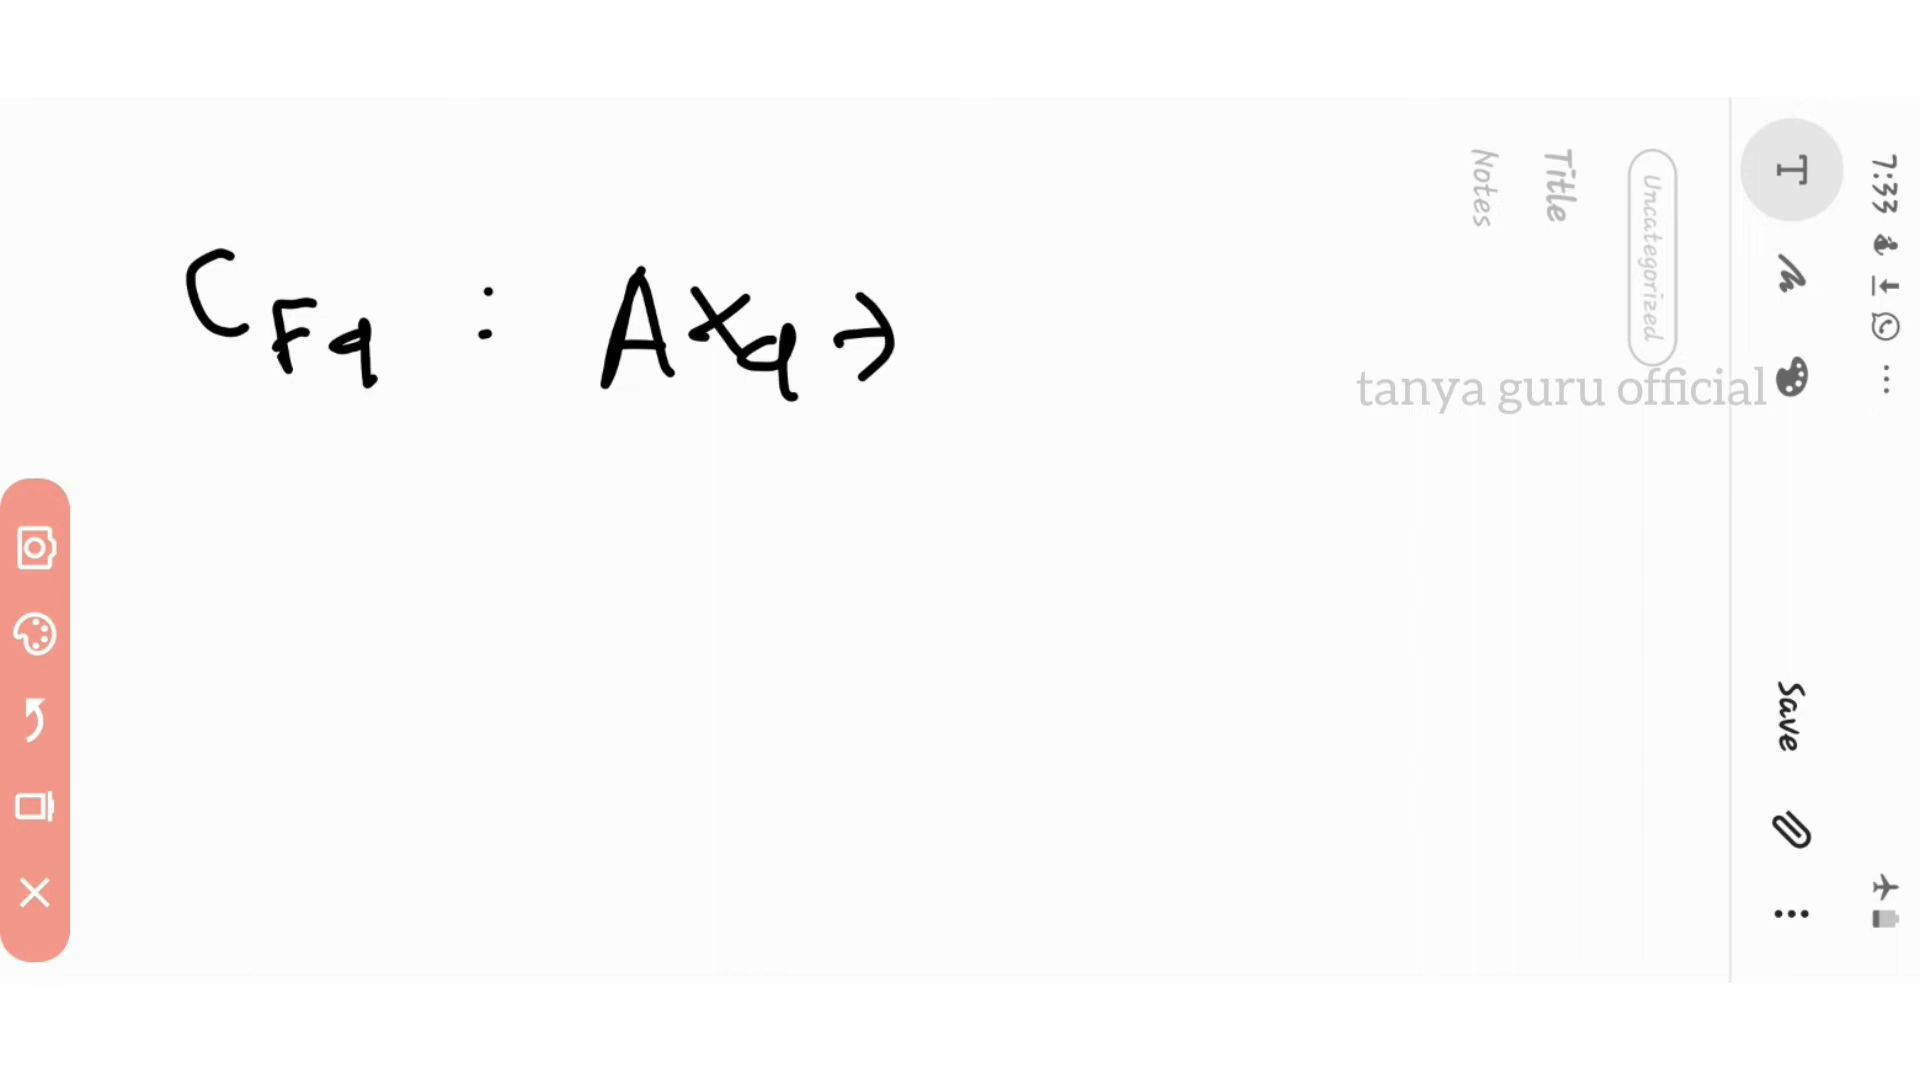 CF4 : AX4 →
tanya guru official
Uncategorized
Title
Notes
7:33
Save